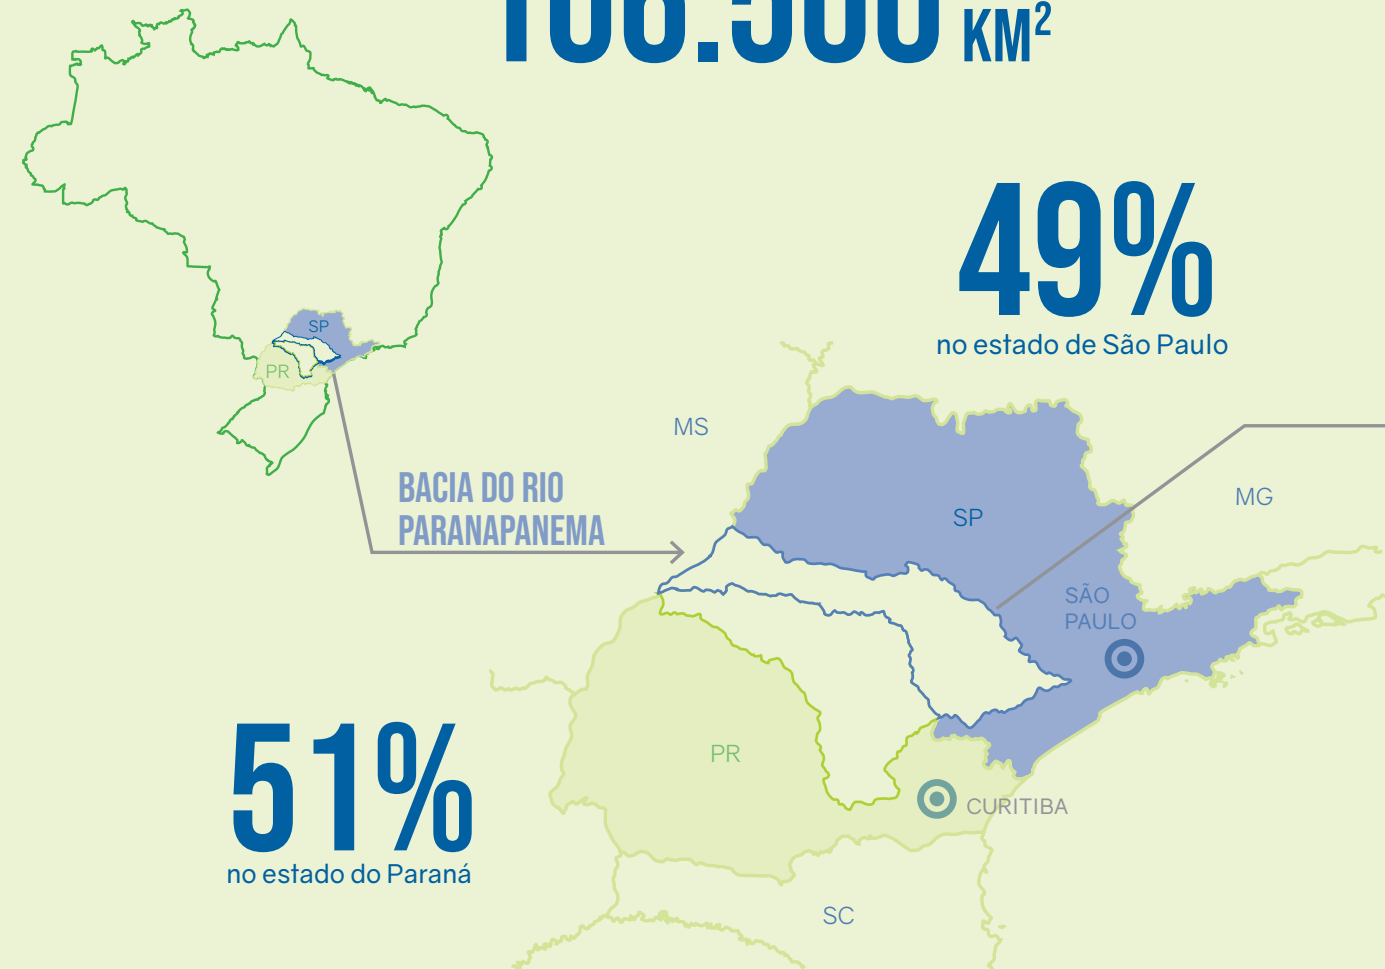 KM²
49%
no estado de São Paulo
SP
PR
MS
BACIA DO RIO
PARANAPANEMA
SP
MG
SÃO
PAULO
51%
no estado do Paraná
PR
CURITIBA
SC